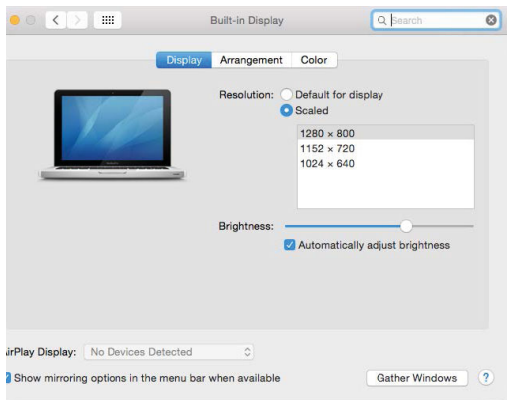 Built-in Display
Search
Display Arrangement Color
Resolution: Default for display
Scaled
1280 × 800
1152 × 720
1024 × 640
Brightness:
Automatically adjust brightness
AirPlay Display: No Devices Detected
Show mirroring options in the menu bar when available
Gather Windows ?